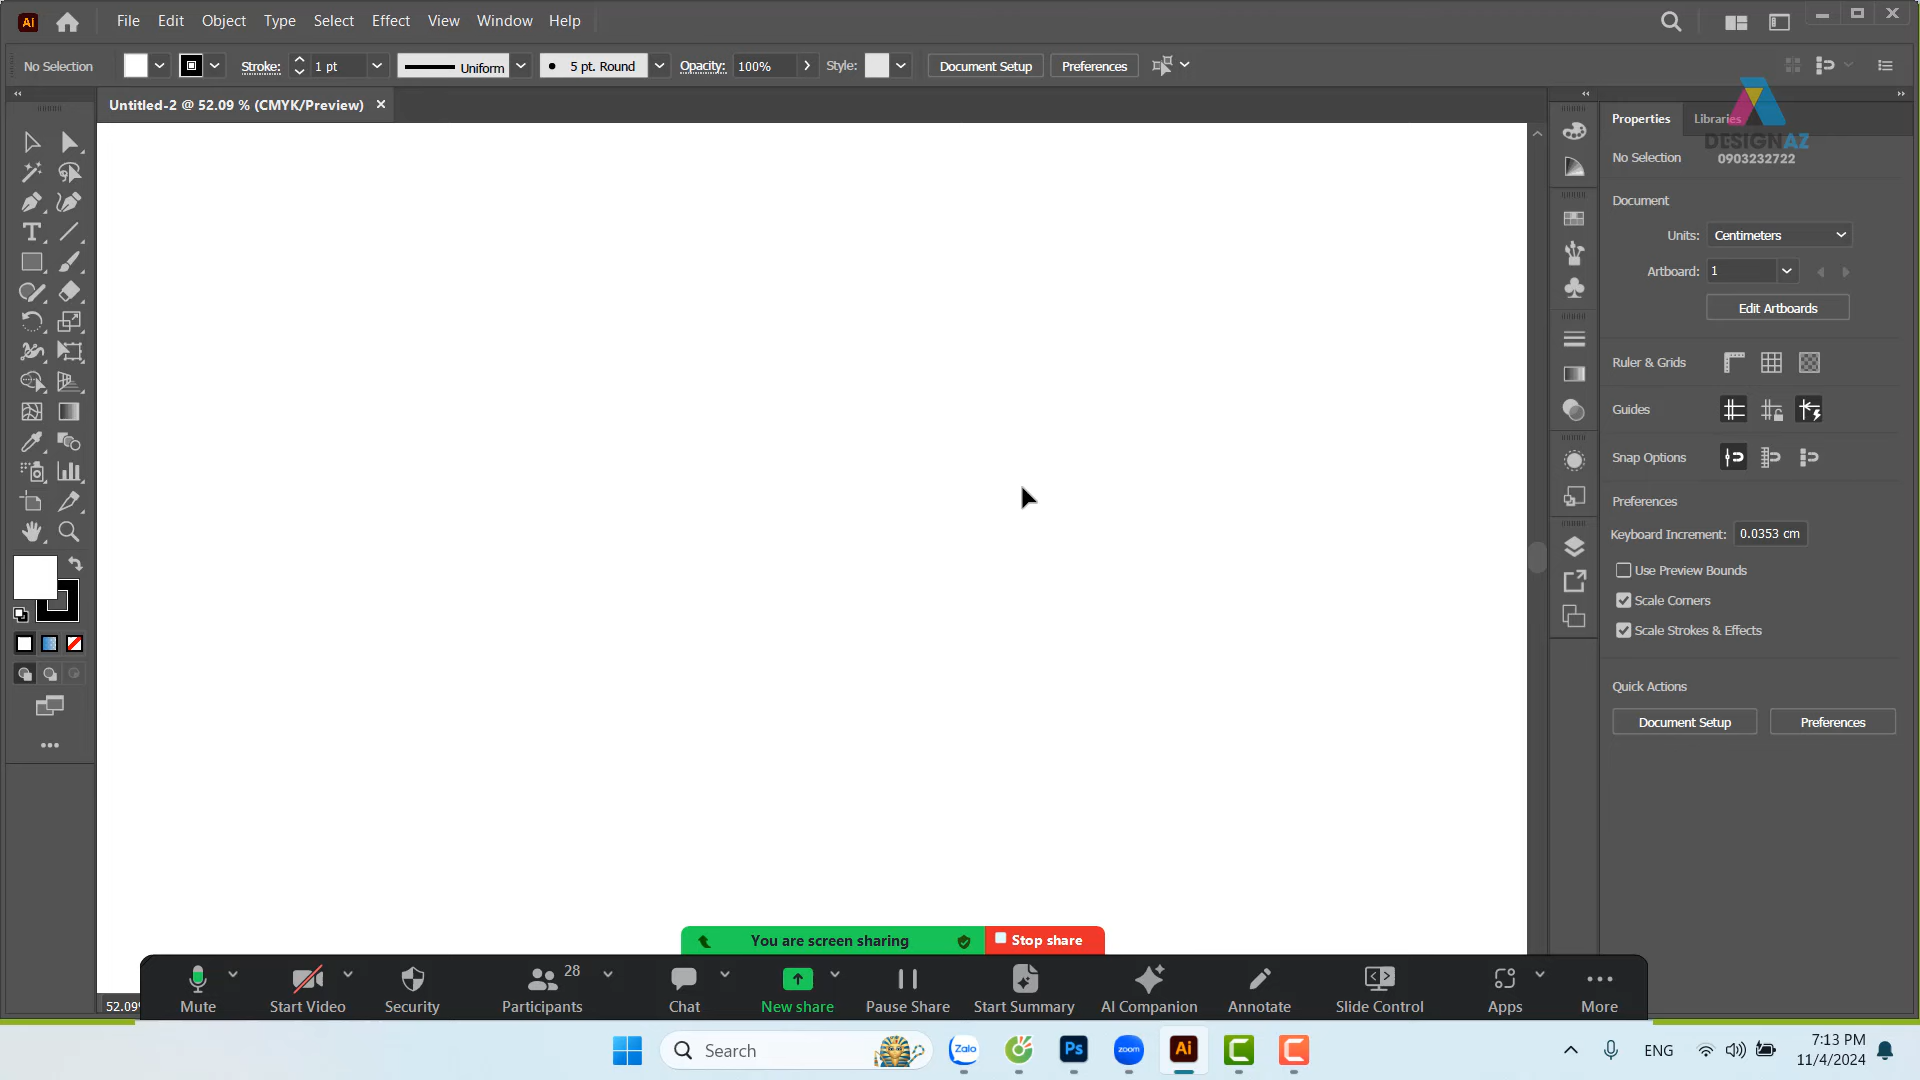 Ai File Edit Object Type Select Effect View Window Help
No Selection Stroke: 1 pt Uniform 5 pt. Round Opacity: 100% Style: Document Setup Preferences
Untitled-2 @ 52.09 % (CMYK/Preview) ×
Properties Libraries
DESIGNAZ
No Selection 0903232722
Document
Units: Centimeters
Artboard: 1
Edit Artboards
Ruler & Grids
Guides
Snap Options
Preferences
Keyboard Increment: 0.0353 cm
Use Preview Bounds
Scale Corners
Scale Strokes & Effects
Quick Actions
Document Setup Preferences
You are screen sharing Stop share
52.09
28
Mute Start Video Security Participants Chat New share Pause Share Start Summary AI Companion Annotate Slide Control Apps More
Search Zalo Ps zoom Ai ENG 7:13 PM
11/4/2024